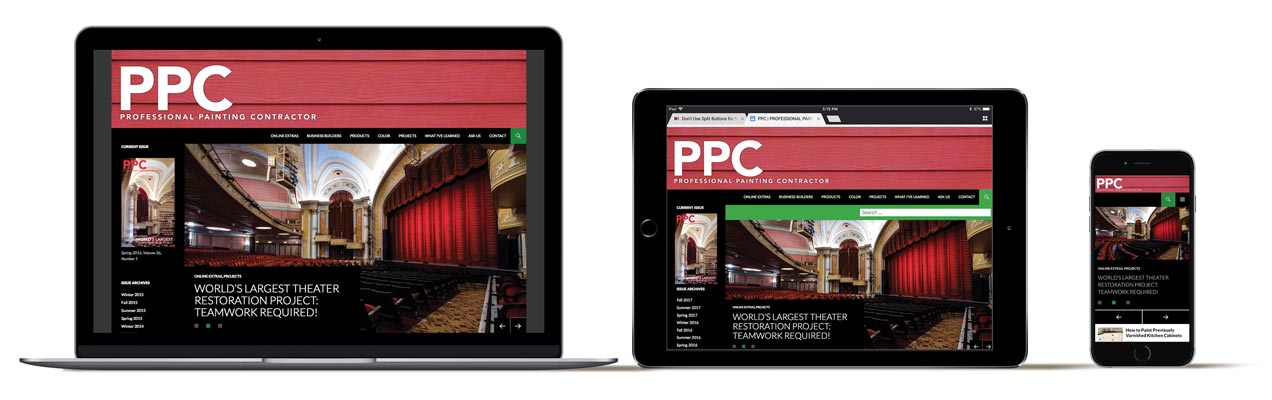 PPC
PROFESSIONAL PAINTING CONTRACTOR
ONLINE EXTRAS BUSINESS BUILDERS PRODUCTS COLOR PROJECTS WHAT I'VE LEARNED ASK US CONTACT
CURRENT ISSUE
PPC
WORLD'S LARGEST
Spring 2016, Volume 26,
Number 1
ISSUE ARCHIVES
Winter 2015
Fall 2015
Summer 2015
Spring 2015
Winter 2014
ONLINE EXTRAS, PROJECTS
WORLD'S LARGEST THEATER
RESTORATION PROJECT:
TEAMWORK REQUIRED!
iPad 5:15 PM 87%
Don't Use Split Buttons for N
PPC | PROFESSIONAL PAIN
PPC
PROFESSIONAL PAINTING CONTRACTOR
ONLINE EXTRAS BUSINESS BUILDERS PRODUCTS COLOR PROJECTS WHAT I'VE LEARNED ASK US CONTACT
Search ...
CURRENT ISSUE
PPC
ISSUE ARCHIVES
Fall 2017
Summer 2017
Spring 2017
Winter 2016
Fall 2016
Summer 2016
Spring 2016
ONLINE EXTRAS, PROJECTS
WORLD'S LARGEST THEATER
RESTORATION PROJECT:
TEAMWORK REQUIRED!
PPC
ONLINE EXTRAS, PROJECTS
WORLD'S LARGEST THEATER
RESTORATION PROJECT:
TEAMWORK REQUIRED!
How to Paint Previously
Varnished Kitchen Cabinets